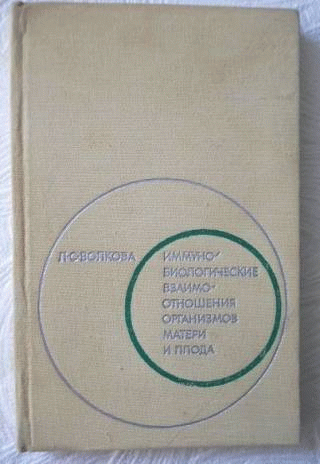 Л·С·ВОЛКОВА
ИММУНО-
БИОЛОГИЧЕСКИЕ
ВЗАИМО-
ОТНОШЕНИЯ
ОРГАНИЗМОВ
МАТЕРИ
И ПЛОДА